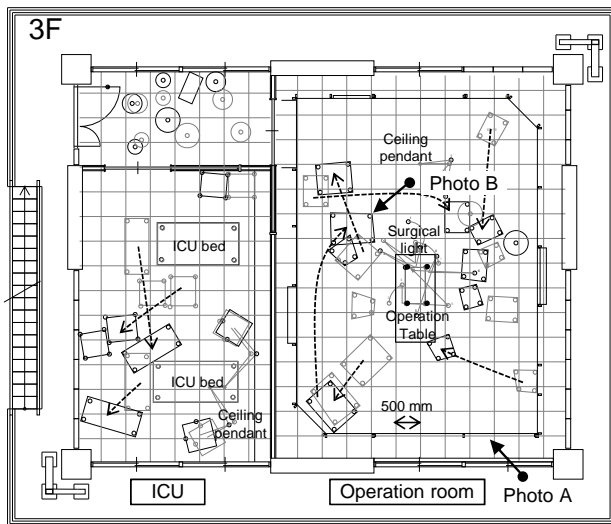 3F
Ceiling
pendant
Photo B
ICU bed
Surgical
light
Operation
Table
ICU bed
Ceiling
pendant
500 mm
ICU
Operation room
Photo A